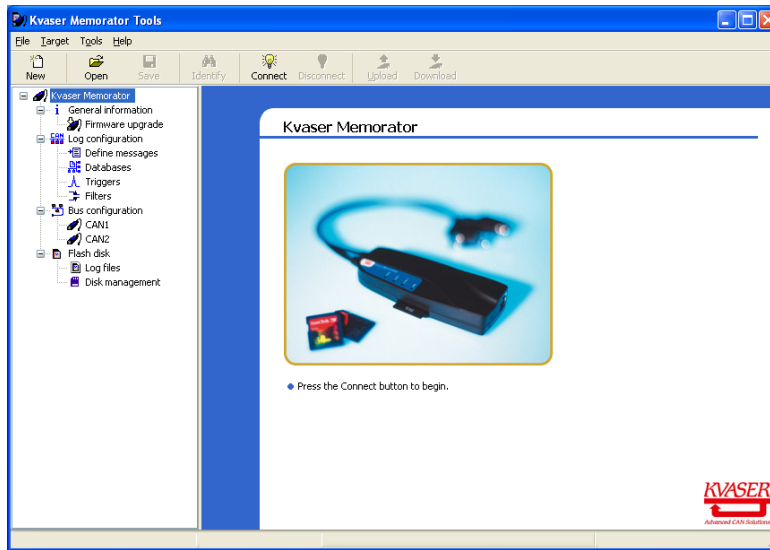 Kvaser Memorator Tools
File Target Tools Help
New Open Save Identify Connect Disconnect Upload Download
Kvaser Memorator
General information
Firmware upgrade
CAN Log configuration
Define messages
Databases
Triggers
Filters
Bus configuration
CAN1
CAN2
Flash disk
Log files
Disk management
Kvaser Memorator
Press the Connect button to begin.
KVASER
Advanced CAN Solutions